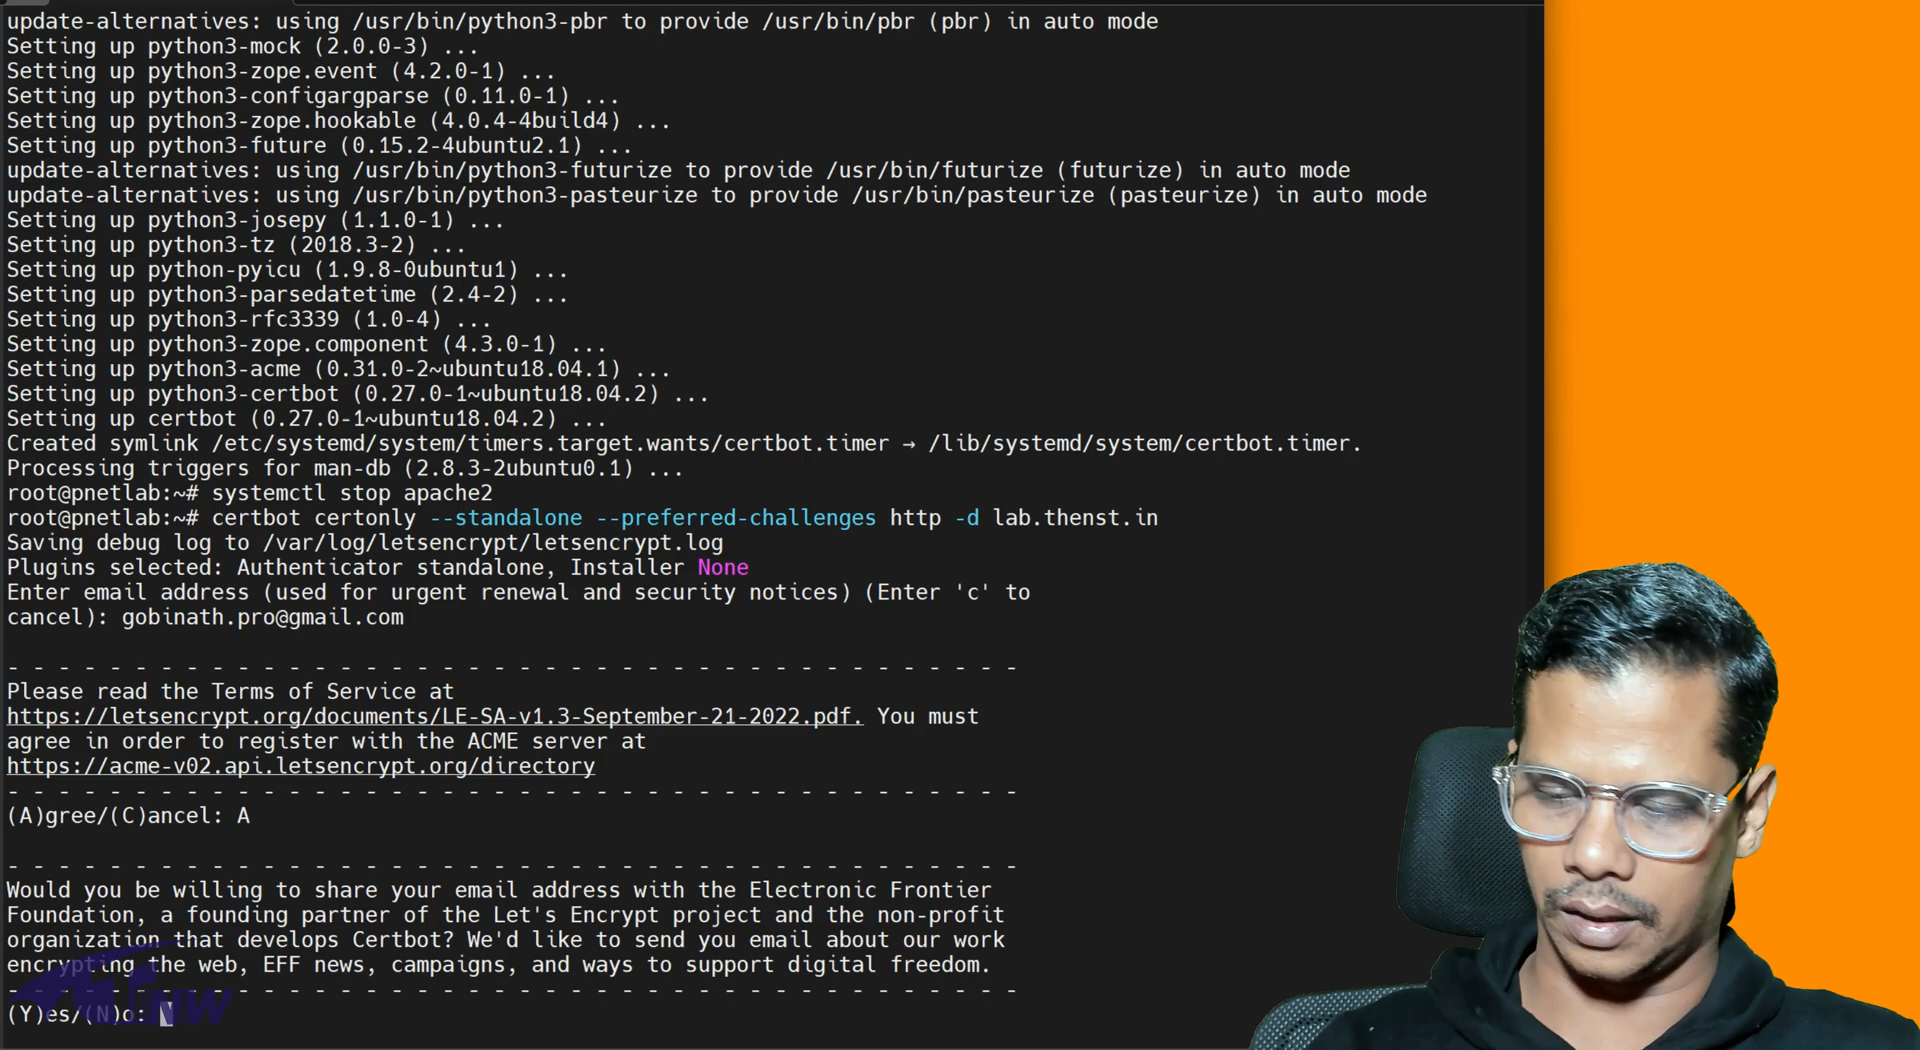 update-alternatives: using /usr/bin/python3-pbr to provide /usr/bin/pbr (pbr) in auto mode
Setting up python3-mock (2.0.0-3) ...
Setting up python3-zope.event (4.2.0-1) ...
Setting up python3-configargparse (0.11.0-1) ...
Setting up python3-zope.hookable (4.0.4-4build4) ...
Setting up python3-future (0.15.2-4ubuntu2.1) ...
update-alternatives: using /usr/bin/python3-futurize to provide /usr/bin/futurize (futurize) in auto mode
update-alternatives: using /usr/bin/python3-pasteurize to provide /usr/bin/pasteurize (pasteurize) in auto mode
Setting up python3-josepy (1.1.0-1) ...
Setting up python3-tz (2018.3-2) ...
Setting up python-pyicu (1.9.8-0ubuntu1) ...
Setting up python3-parsedatetime (2.4-2) ...
Setting up python3-rfc3339 (1.0-4) ...
Setting up python3-zope.component (4.3.0-1) ...
Setting up python3-acme (0.31.0-2~ubuntu18.04.1) ...
Setting up python3-certbot (0.27.0-1~ubuntu18.04.2) ...
Setting up certbot (0.27.0-1~ubuntu18.04.2) ...
Created symlink /etc/systemd/system/timers.target.wants/certbot.timer → /lib/systemd/system/certbot.timer.
Processing triggers for man-db (2.8.3-2ubuntu0.1) ...
root@pnetlab:~# systemctl stop apache2
root@pnetlab:~# certbot certonly --standalone --preferred-challenges http -d lab.thenst.in
Saving debug log to /var/log/letsencrypt/letsencrypt.log
Plugins selected: Authenticator standalone, Installer None
Enter email address (used for urgent renewal and security notices) (Enter 'c' to
cancel): gobinath.pro@gmail.com
- - - - - - - - - - - - - - - - - - - - - - - - - - - - - - - - - - - - - - - -
Please read the Terms of Service at
https://letsencrypt.org/documents/LE-SA-v1.3-September-21-2022.pdf. You must
agree in order to register with the ACME server at
https://acme-v02.api.letsencrypt.org/directory
- - - - - - - - - - - - - - - - - - - - - - - - - - - - - - - - - - - - - - - -
(A)gree/(C)ancel: A
- - - - - - - - - - - - - - - - - - - - - - - - - - - - - - - - - - - - - - - -
Would you be willing to share your email address with the Electronic Frontier
Foundation, a founding partner of the Let's Encrypt project and the non-profit
organization that develops Certbot? We'd like to send you email about our work
encrypting the web, EFF news, campaigns, and ways to support digital freedom.
- - - - - - - - - - - - - - - - - - - - - - - - - - - - - - - - - - - - - - - -
(Y)es/(N)o: